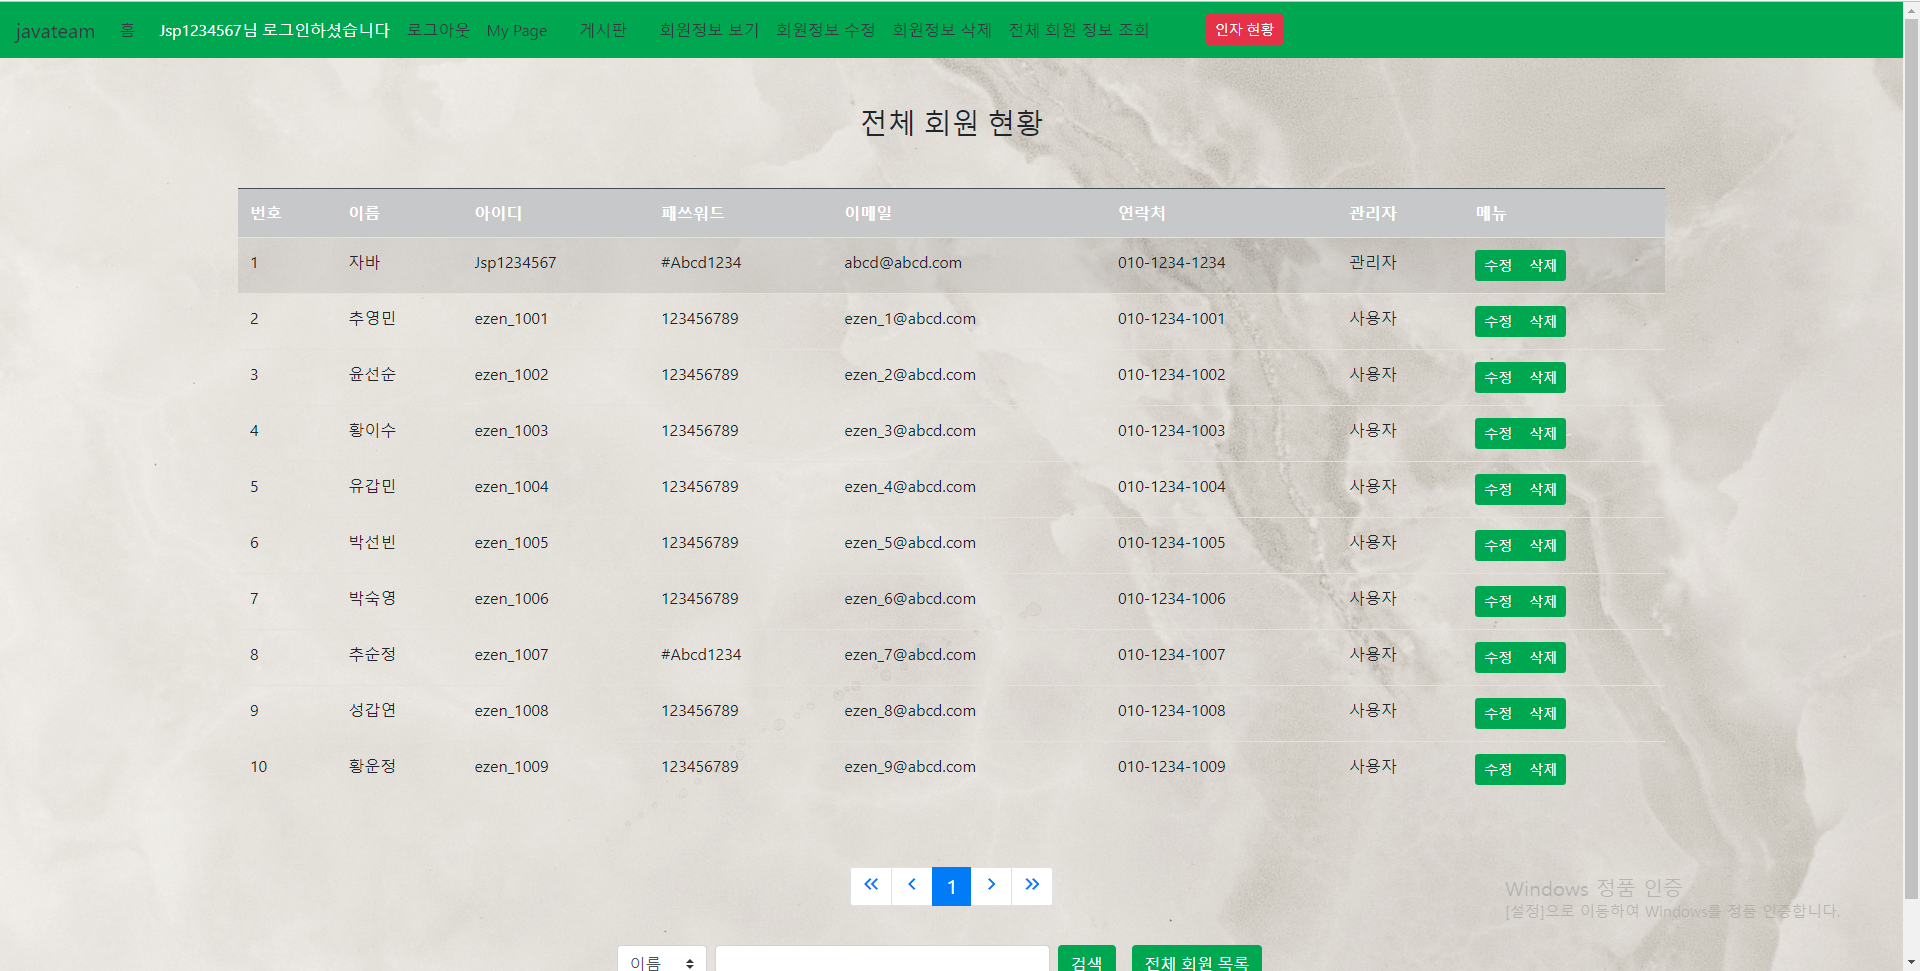 javateam 홈 Jsp1234567님 로그인하셨습니다 로그아웃 My Page 게시판 회원정보 보기 회원정보 수정 회원정보 삭제 전체 회원 정보 조회 인자 현황
전체 회원 현황
번호 이름 아이디 패쓰워드 이메일 연락처 관리자 메뉴
1 자바 Jsp1234567 #Abcd1234 abcd@abcd.com 010-1234-1234 관리자 수정 삭제
2 추영민 ezen_1001 123456789 ezen_1@abcd.com 010-1234-1001 사용자 수정 삭제
3 윤선순 ezen_1002 123456789 ezen_2@abcd.com 010-1234-1002 사용자 수정 삭제
4 황이수 ezen_1003 123456789 ezen_3@abcd.com 010-1234-1003 사용자 수정 삭제
5 유갑민 ezen_1004 123456789 ezen_4@abcd.com 010-1234-1004 사용자 수정 삭제
6 박선빈 ezen_1005 123456789 ezen_5@abcd.com 010-1234-1005 사용자 수정 삭제
7 박숙영 ezen_1006 123456789 ezen_6@abcd.com 010-1234-1006 사용자 수정 삭제
8 추순정 ezen_1007 #Abcd1234 ezen_7@abcd.com 010-1234-1007 사용자 수정 삭제
9 성갑연 ezen_1008 123456789 ezen_8@abcd.com 010-1234-1008 사용자 수정 삭제
10 황운정 ezen_1009 123456789 ezen_9@abcd.com 010-1234-1009 사용자 수정 삭제
« ‹ 1 › »
Windows 정품 인증
[설정]으로 이동하여 Windows를 정품 인증합니다.
이름 검색 전체 회원 목록